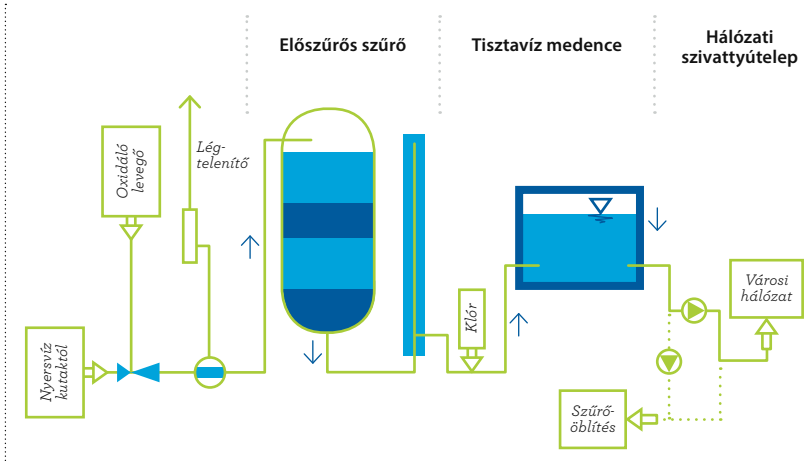 Előszűrős szűrő
Tisztavíz medence
Hálózati
szivattyútelep
Oxidáló
levegő
Lég-
telenítő
Nyersvíz
kutaktól
Klór
Városi
hálózat
Szűrő-
öblítés